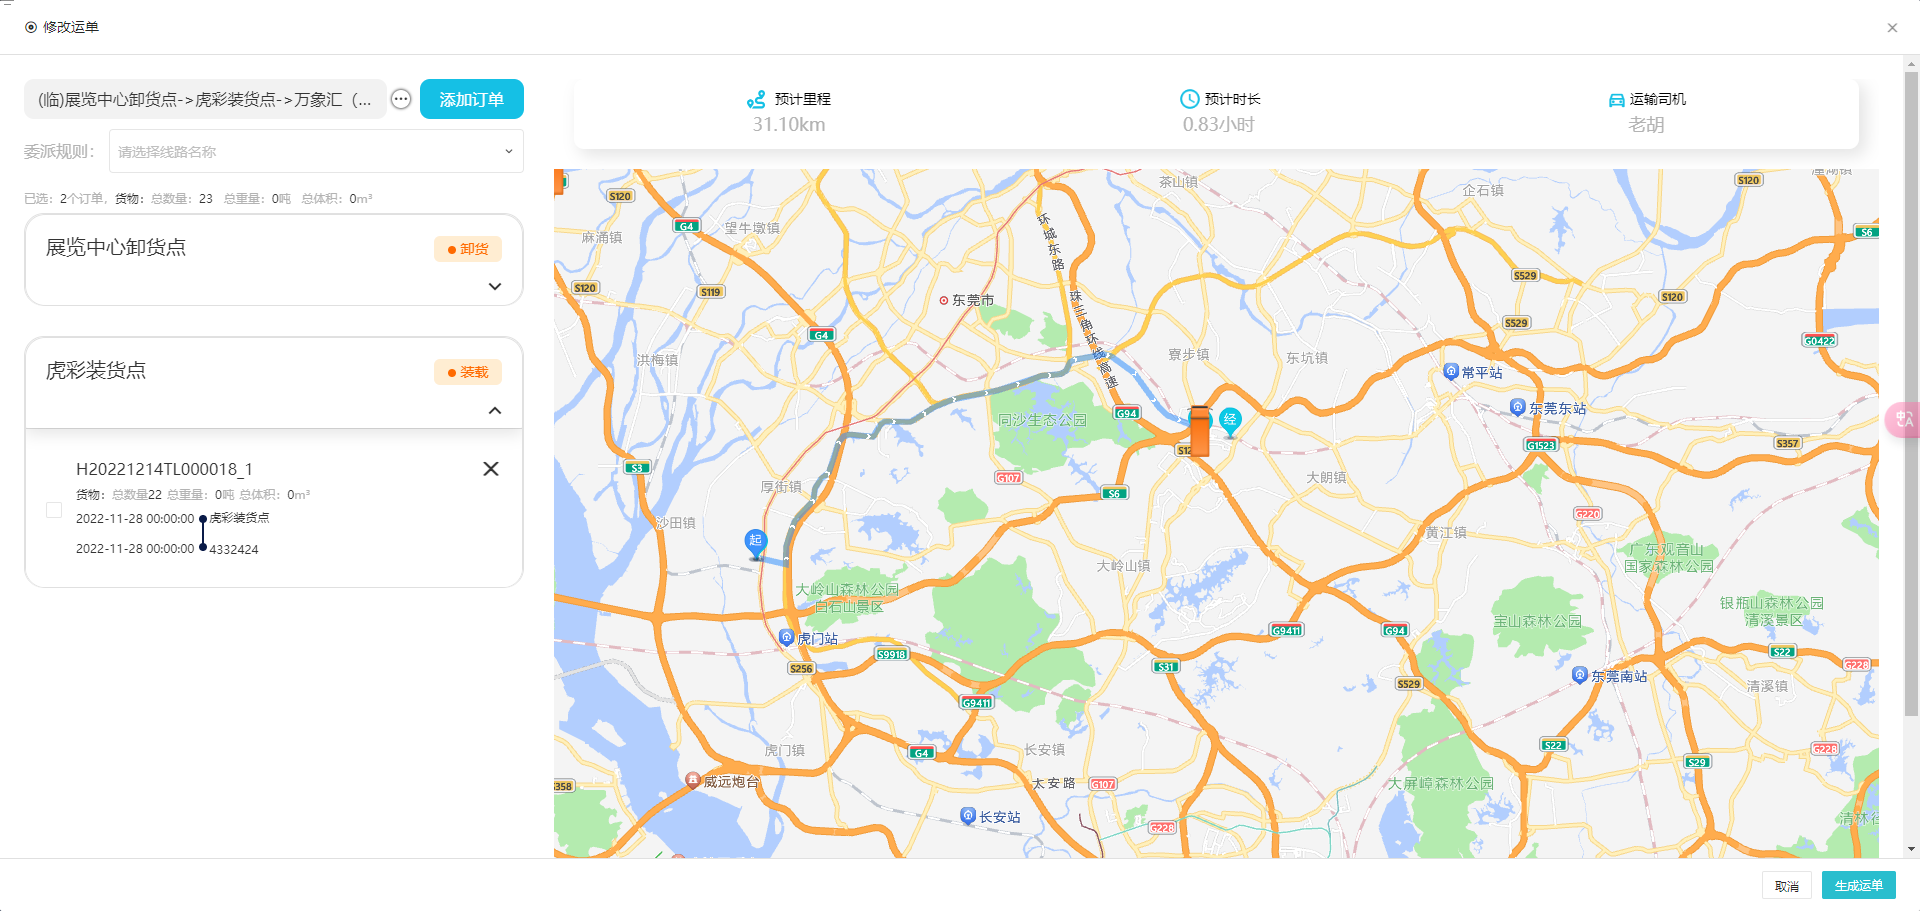 修改运单
(临)展览中心卸货点->虎彩装货点->万象汇（...
添加订单
委派规则：
请选择线路名称
已选：2个订单，货物：总数量：23 总重量：0吨 总体积：0m³
展览中心卸货点
卸货
虎彩装货点
装载
H20221214TL000018_1
货物：总数量22 总重量：0吨 总体积：0m³
2022-11-28 00:00:00 虎彩装货点
2022-11-28 00:00:00 4332424
预计里程
31.10km
预计时长
0.83小时
运输司机
老胡
茶山镇
S120
企石镇
S120
G4
望牛墩镇
麻涌镇
环城东路
S6
S120
S119
东莞市
珠三角环线高速
S529
S120
G4
S529
G0422
洪梅镇
寮步镇
东坑镇
常平站
东莞东站
同沙生态公园
G94
经
S357
G1523
S3
厚街镇
G107
S6
大朗镇
G220
沙田镇
黄江镇
起
大岭山镇
广东观音山
国家森林公园
大岭山森林公园
白石山景区
银瓶山森林公园
清溪景区
宝山森林公园
虎门站
G9411
G94
S256
S9918
S31
S22
G228
S529
东莞南站
清溪镇
G9411
虎门镇
G4
长安镇
S22
G228
S29
威远炮台
太安路
G107
大屏嶂森林公园
358
长安站
G228
清林径
取消
生成运单